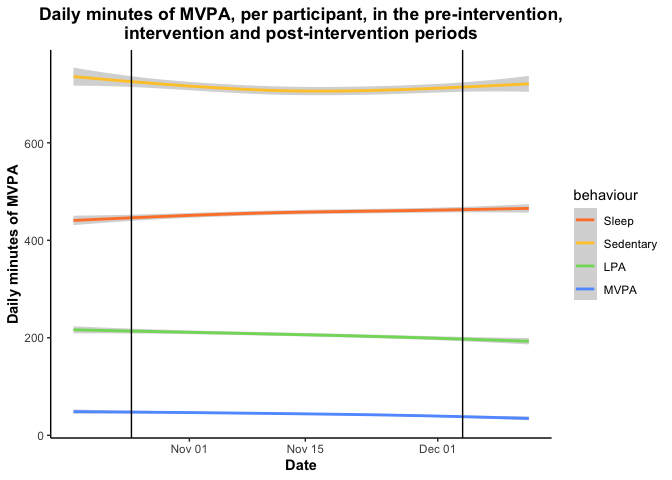 Daily minutes of MVPA, per participant, in the pre-intervention,
intervention and post-intervention periods
Daily minutes of MVPA
600
400
200
0
Nov 01
Nov 15
Dec 01
Date
behaviour
Sleep
Sedentary
LPA
MVPA